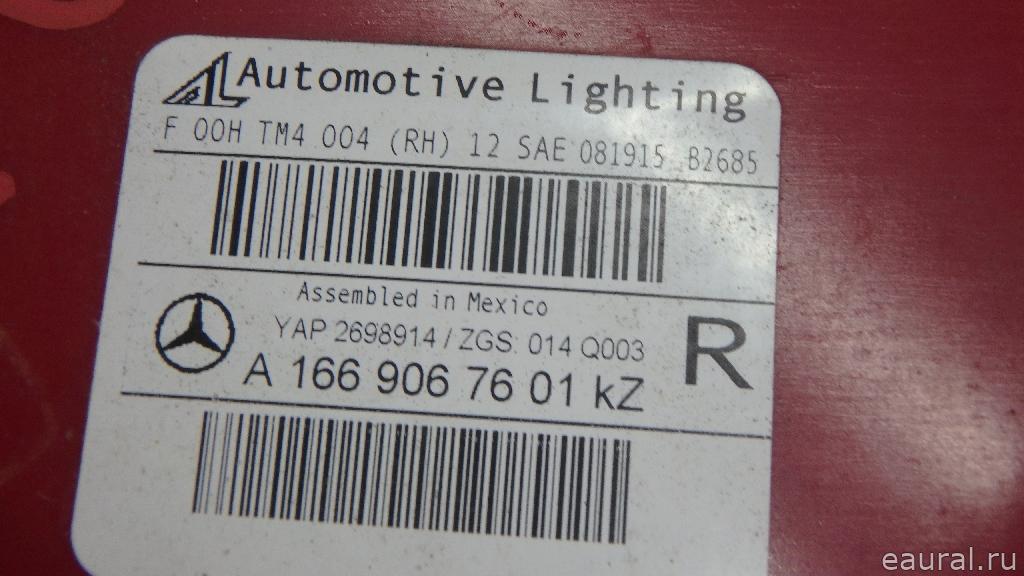 AL Automotive Lighting
F 00H TM4 004 (RH) 12 SAE 081915 B2685
Assembled in Mexico
YAP 2698914 / ZGS: 014 Q003
A 166 906 76 01 kZ
R
eaural.ru